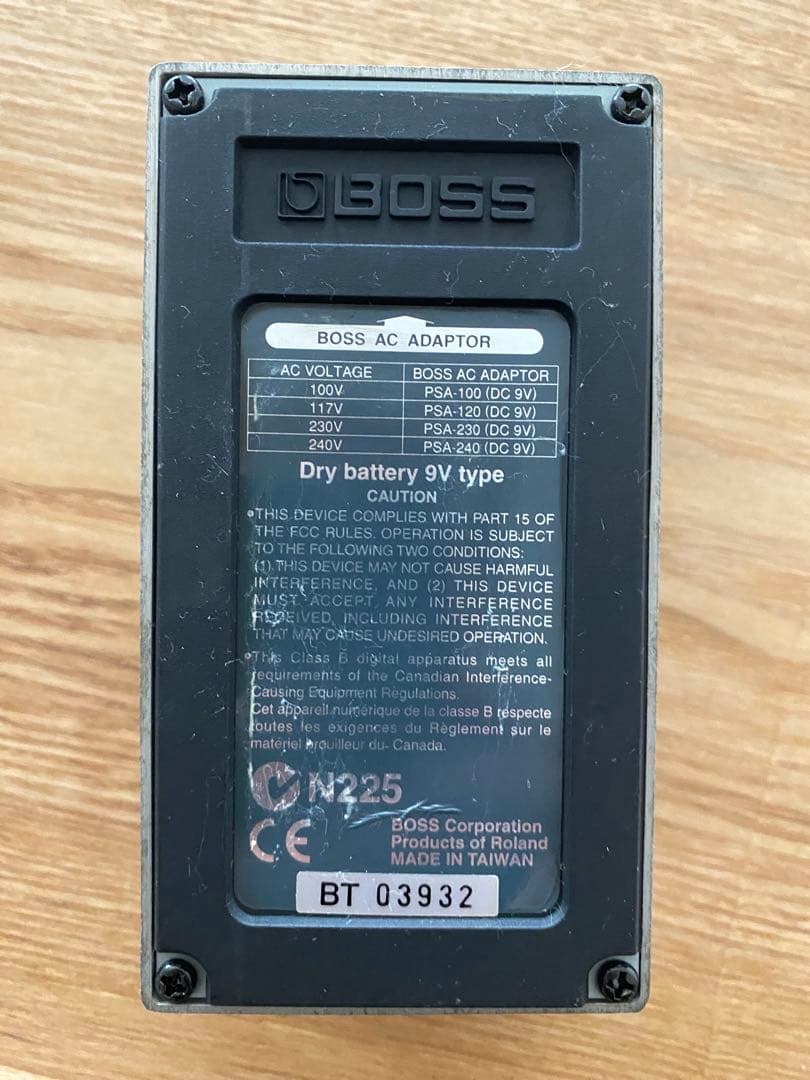 BOSS
BOSS AC ADAPTOR
AC VOLTAGE BOSS AC ADAPTOR
100V PSA-100 (DC 9V)
117V PSA-120 (DC 9V)
230V PSA-230 (DC 9V)
240V PSA-240 (DC 9V)
Dry battery 9V type
CAUTION
•THIS DEVICE COMPLIES WITH PART 15 OF
THE FCC RULES. OPERATION IS SUBJECT
TO THE FOLLOWING TWO CONDITIONS:
(1) THIS DEVICE MAY NOT CAUSE HARMFUL
INTERFERENCE, AND (2) THIS DEVICE
MUST ACCEPT ANY INTERFERENCE
RECEIVED, INCLUDING INTERFERENCE
THAT MAY CAUSE UNDESIRED OPERATION.
•This Class B digital apparatus meets all
requirements of the Canadian Interference-
Causing Equipment Regulations.
Cet appareil numérique de la classe B respecte
toutes les exigences du Règlement sur le
matériel brouilleur du Canada.
N225
CE
BOSS Corporation
Products of Roland
MADE IN TAIWAN
BT 03932